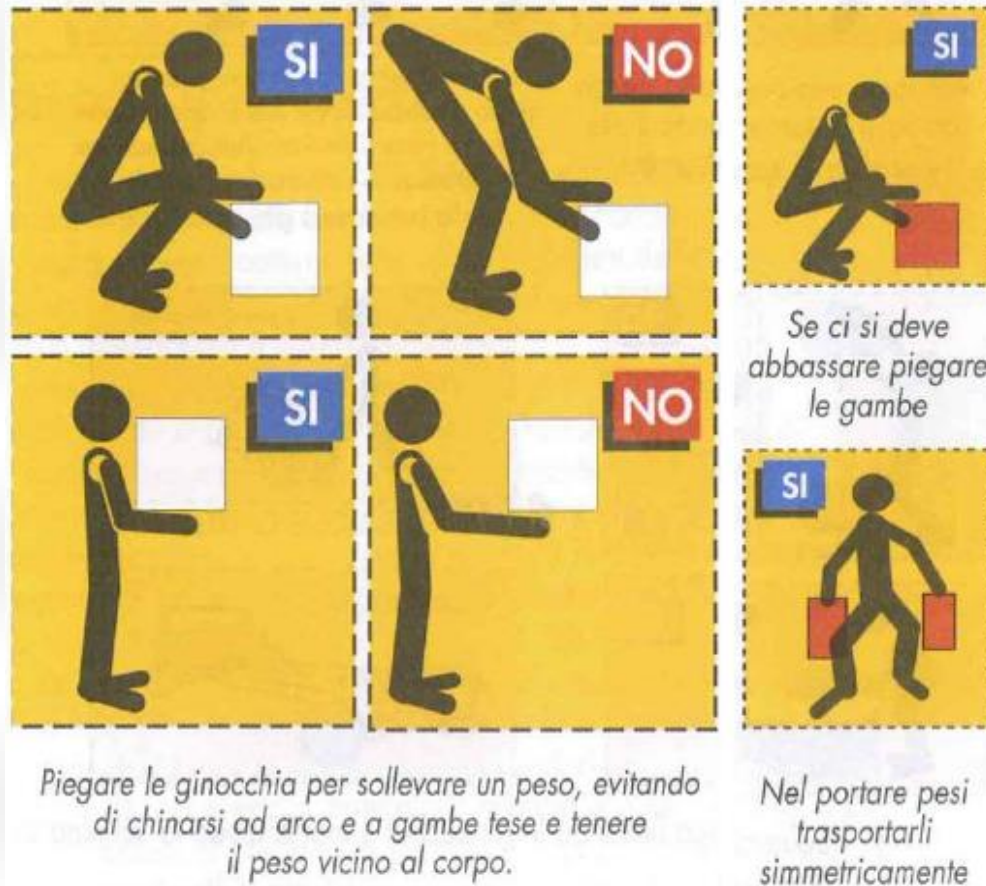 SI
NO
SI
SI
NO
Piegare le ginocchia per sollevare un peso, evitando
di chinarsi ad arco e a gambe tese e tenere
il peso vicino al corpo.
Se ci si deve
abbassare piegare
le gambe
SI
Nel portare pesi
trasportarli
simmetricamente